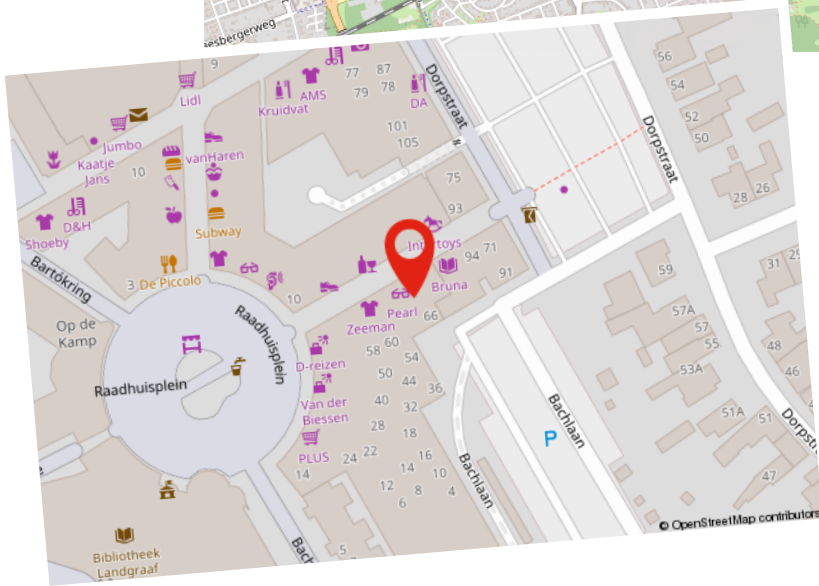 esbergerweg
9
Lidl
Jumbo
Kaatje
Jans
10
vanHaren
Kruidvat
AMS
77
87
79
78
DA
101
105
Dorpstraat
56
54
52
50
Dorpstraat
28
26
75
93
Shoeby
D&H
Subway
De Piccolo
3
Bartókring
Intertoys
94
71
91
Bruna
10
Pearl
Zeeman
66
Op de
Kamp
Raadhuisplein
Raadhuisplein
D-reizen
58
60
54
50
44
36
Van der
Biessen
40
32
28
18
PLUS
24
22
14
14
16
12
10
6
8
4
59
31
57A
57
55
48
53A
46
51A
51
47
P
Bachlaan
Bachlaan
5
Bibliotheek
Landgraaf
© OpenStreetMap contributors